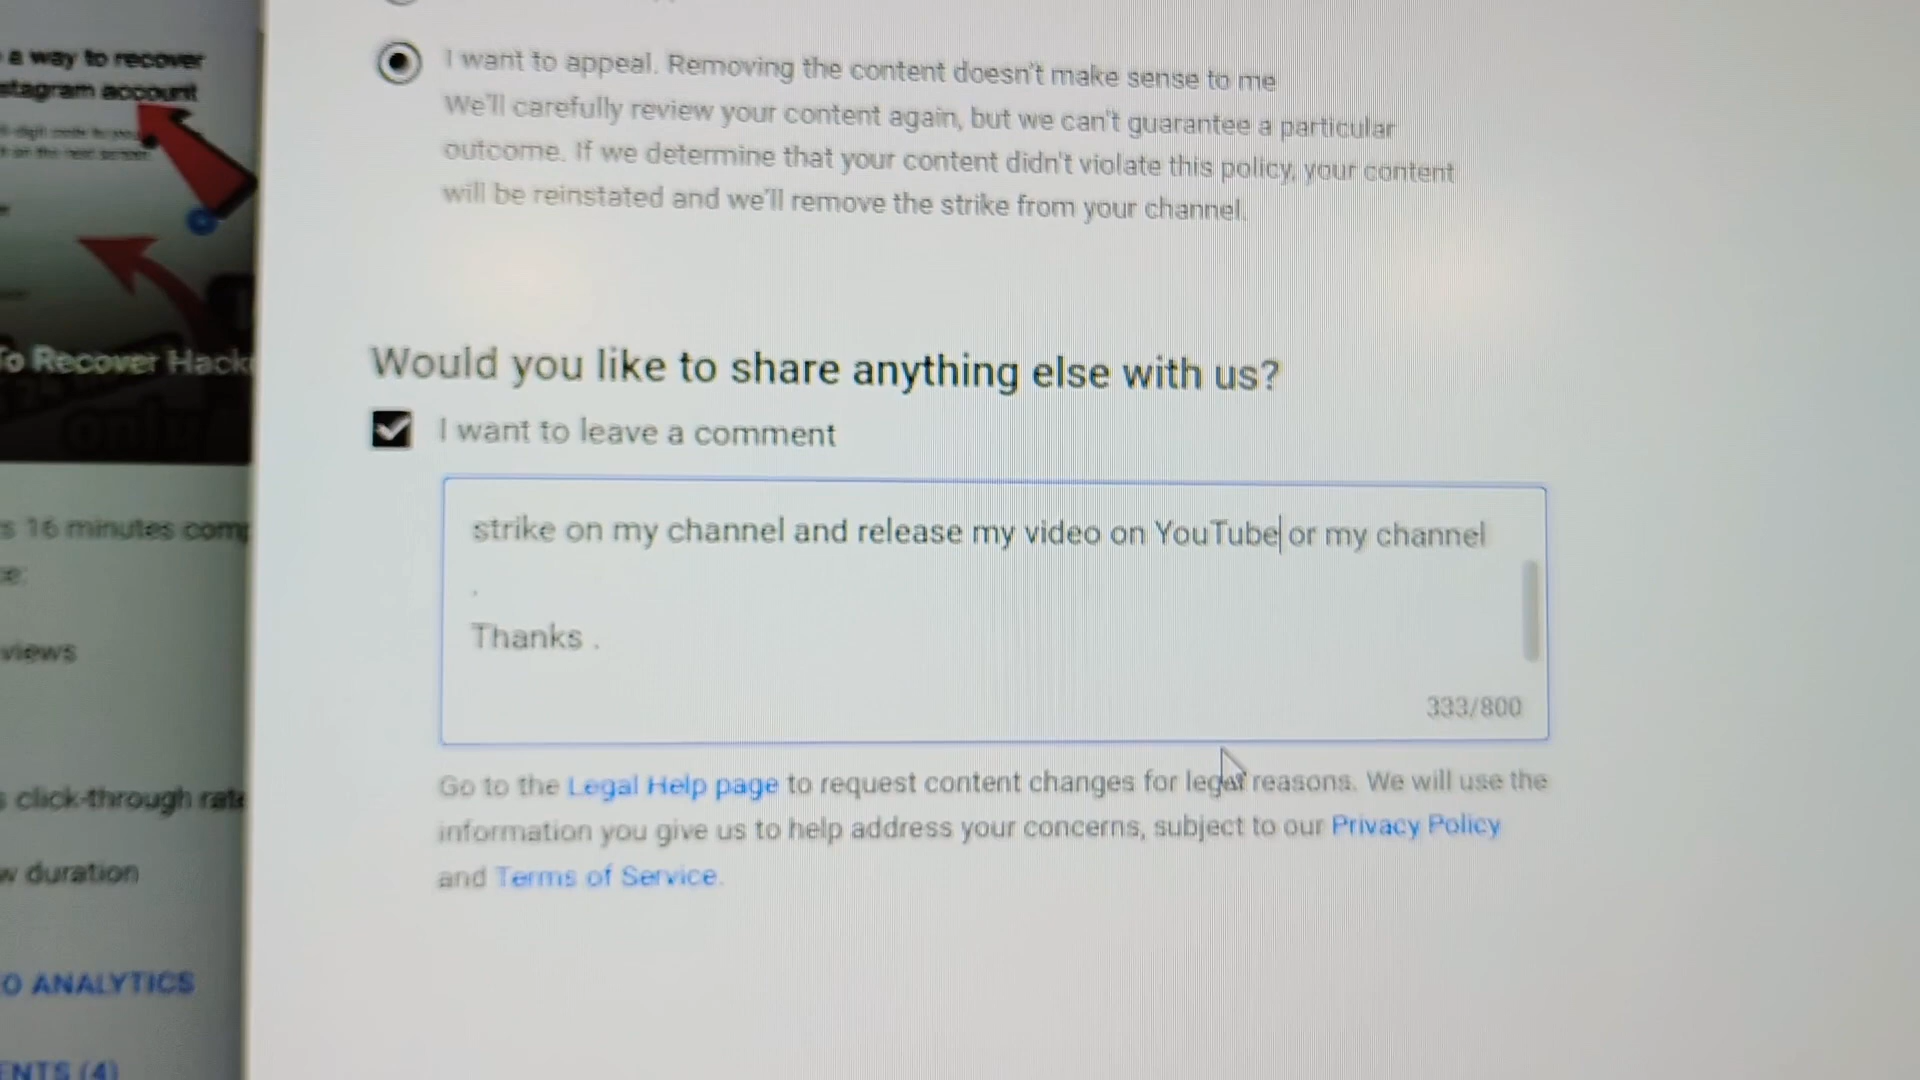 a way to recover
stagram account
To Recover Hack
only
s 16 minutes comp
ce:
views
s click-through rate
w duration
O ANALYTICS
ENTS (4)
I want to appeal. Removing the content doesn't make sense to me
We'll carefully review your content again, but we can't guarantee a particular
outcome. If we determine that your content didn't violate this policy, your content
will be reinstated and we'll remove the strike from your channel.
Would you like to share anything else with us?
I want to leave a comment
strike on my channel and release my video on YouTube or my channel
.
Thanks .
333/800
Go to the Legal Help page to request content changes for legal reasons. We will use the
information you give us to help address your concerns, subject to our Privacy Policy
and Terms of Service.